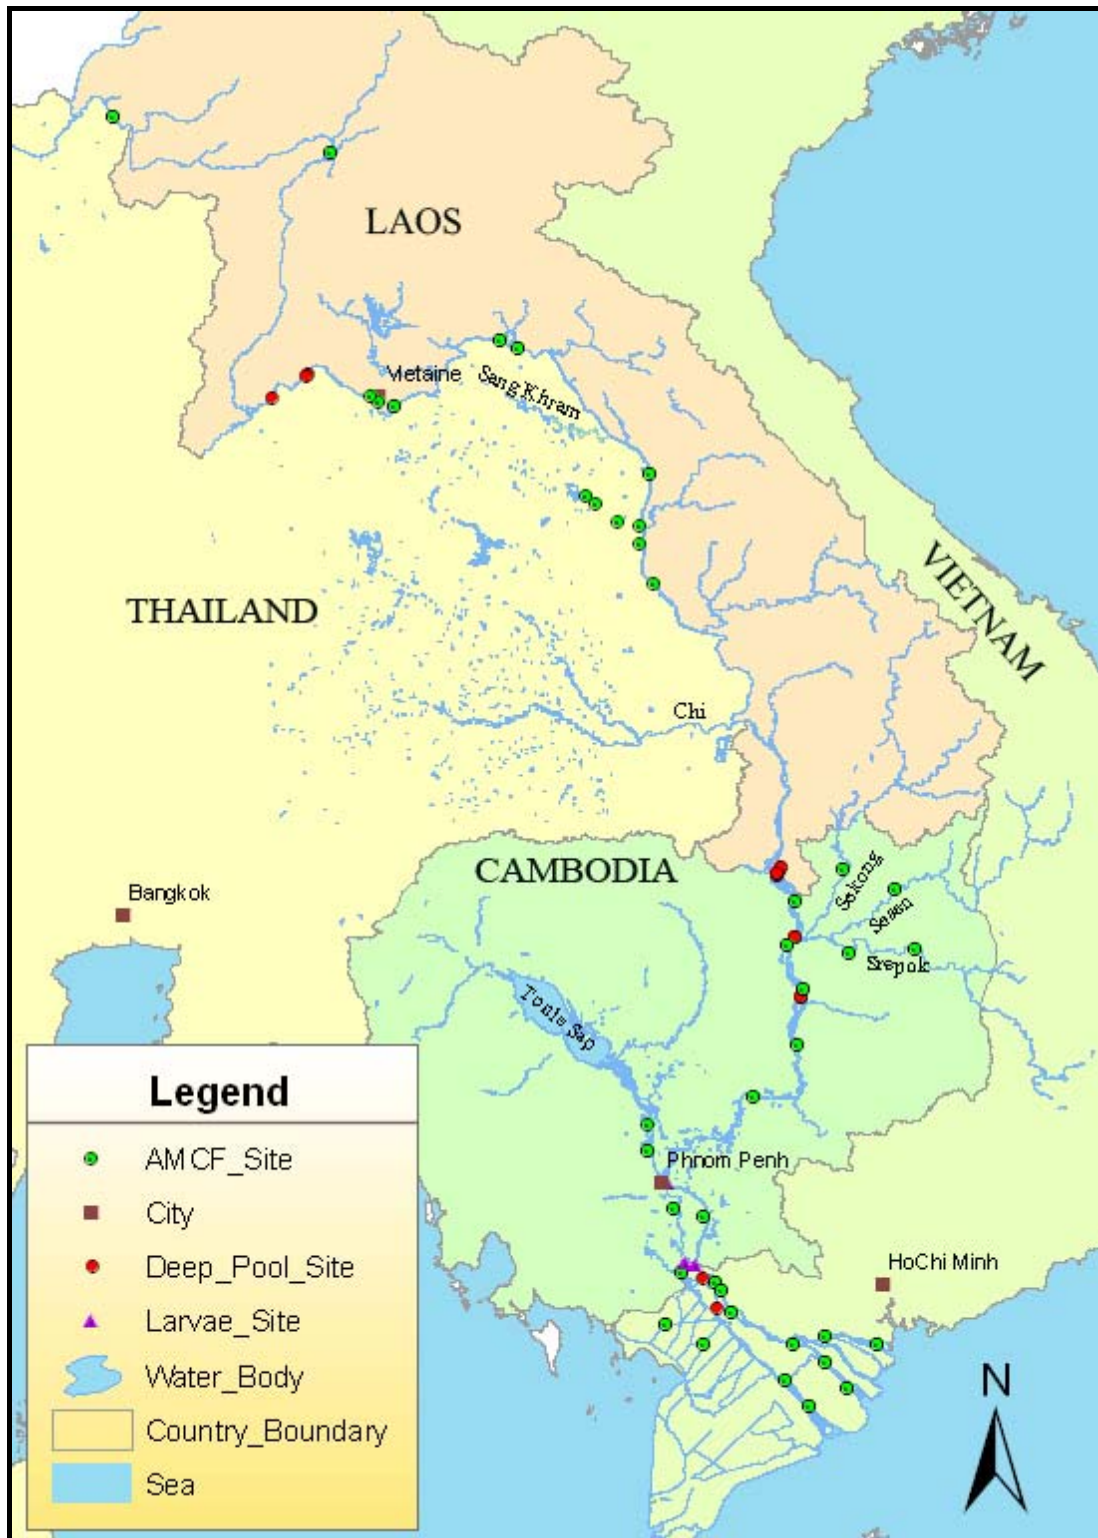 LAOS
Vietaine
Sang Khram
THAILAND
VIETNAM
Chi
CAMBODIA
Sekong
Sesan
Srepok
Bangkok
Tonle Sap
Phnom Penh
HoChi Minh
Legend
AMCF_Site
City
Deep_Pool_Site
Larvae_Site
Water_Body
Country_Boundary
Sea
N